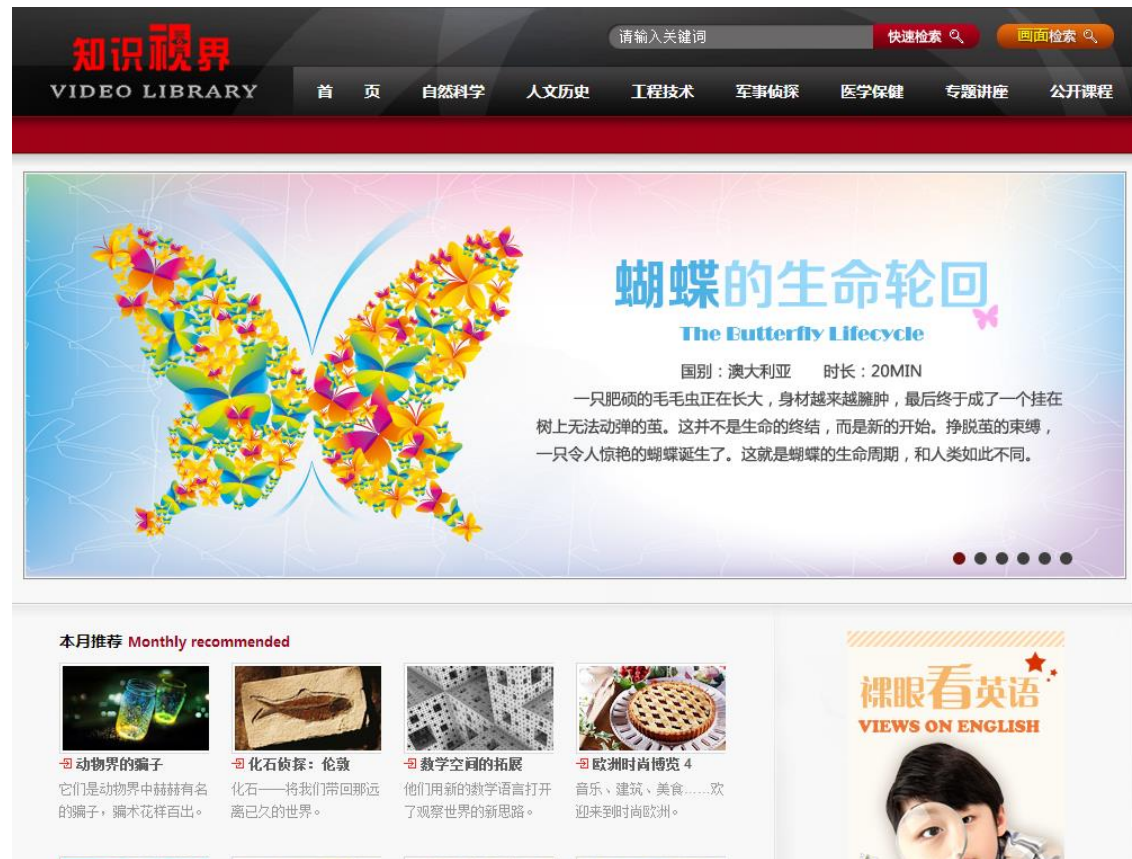 知识视界
VIDEO LIBRARY
请输入关键词
快速检索
画面检索
首 页 自然科学 人文历史 工程技术 军事侦探 医学保健 专题讲座 公开课程
蝴蝶的生命轮回
The Butterfly Lifecycle
国别：澳大利亚 时长：20MIN
一只肥硕的毛毛虫正在长大，身材越来越臃肿，最后终于成了一个挂在
树上无法动弹的茧。这并不是生命的终结，而是新的开始。挣脱茧的束缚，
一只令人惊艳的蝴蝶诞生了。这就是蝴蝶的生命周期，和人类如此不同。
本月推荐 Monthly recommended
动物界的骗子
它们是动物界中赫赫有名
的骗子，骗术花样百出。
化石侦探：伦敦
化石——将我们带回那远
离已久的世界。
数学空间的拓展
他们用新的数学语言打开
了观察世界的新思路。
欧洲时尚博览 4
音乐、建筑、美食……欢
迎来到时尚欧洲。
裸眼看英语
VIEWS ON ENGLISH